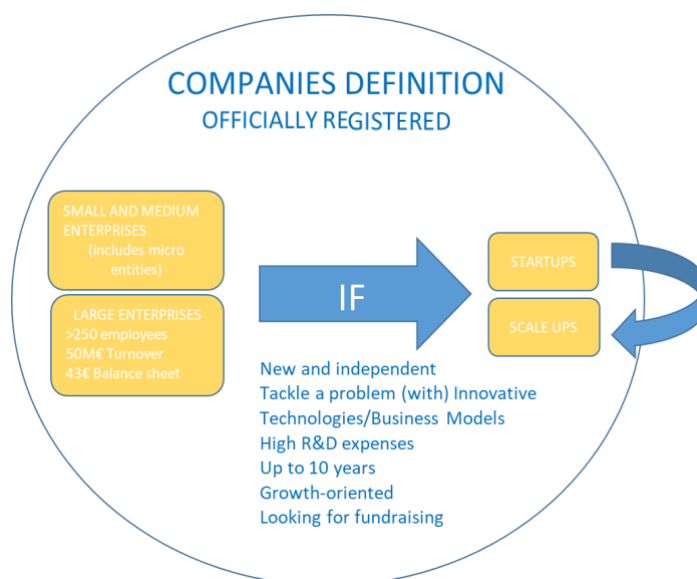 COMPANIES DEFINITION
OFFICIALLY REGISTERED
SMALL AND MEDIUM
ENTERPRISES
(includes micro
entities)
LARGE ENTERPRISES
>250 employees
50M€ Turnover
43€ Balance sheet
IF
STARTUPS
SCALE UPS
New and independent
Tackle a problem (with) Innovative
Technologies/Business Models
High R&D expenses
Up to 10 years
Growth-oriented
Looking for fundraising